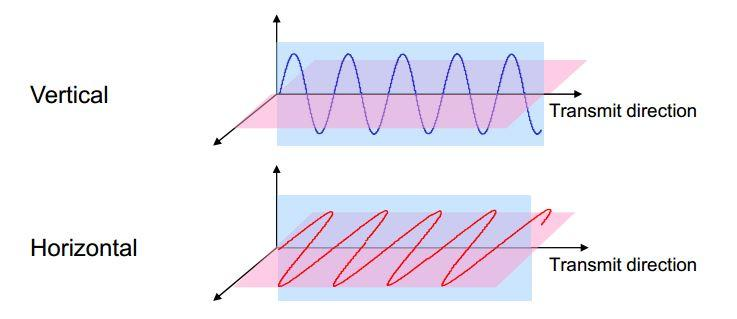 Vertical
Transmit direction
Horizontal
Transmit direction